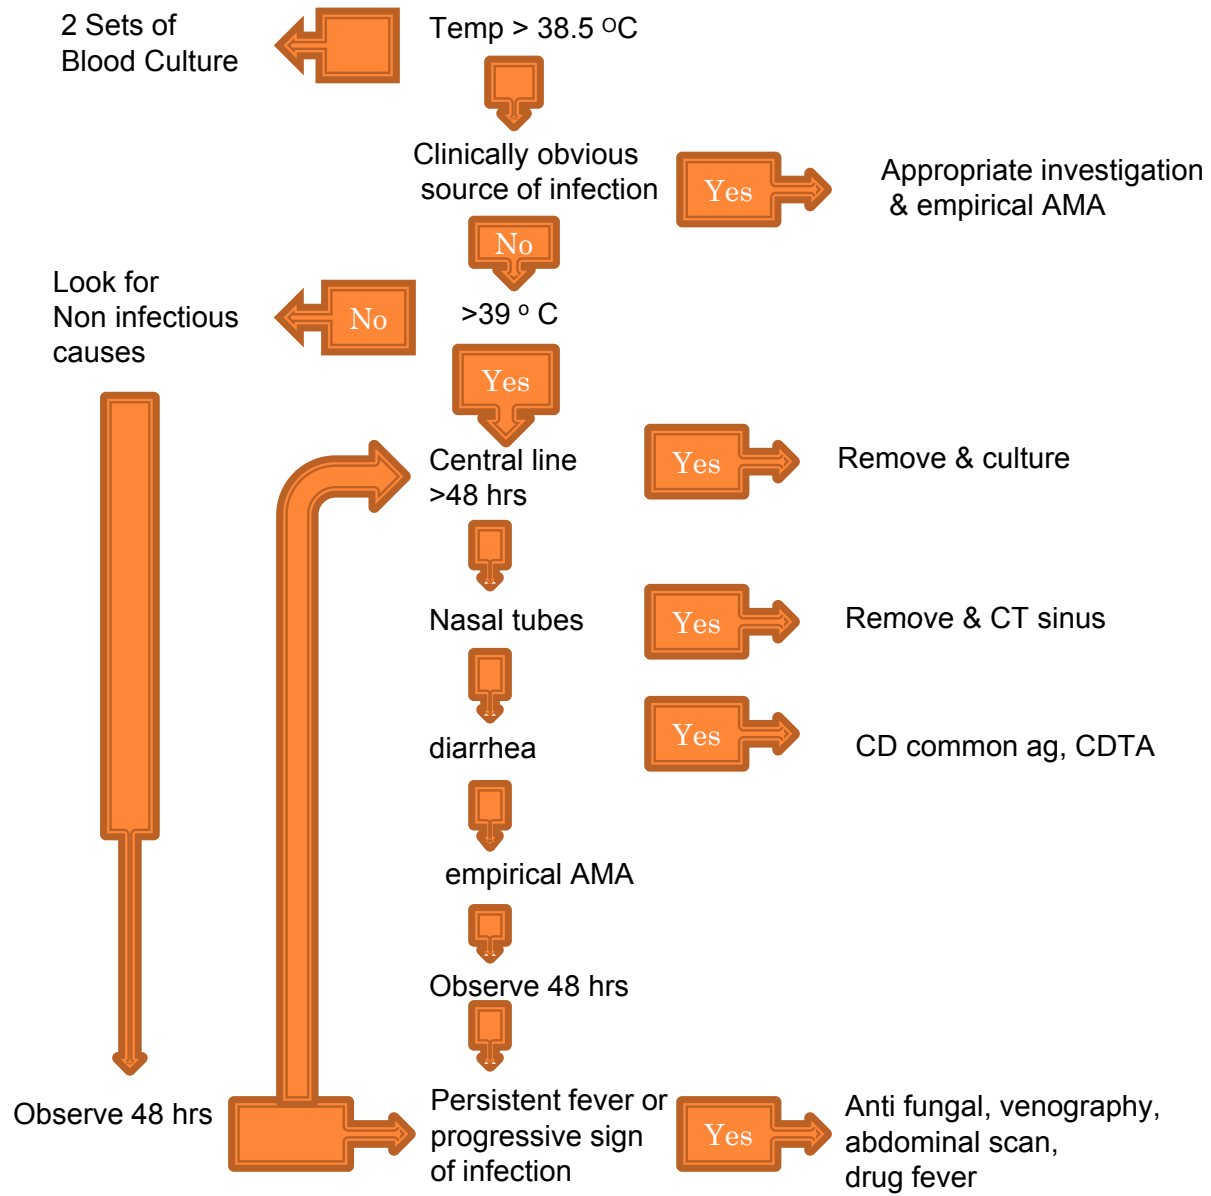 2 Sets of
Blood Culture
Temp > 38.5 ᴼC
Clinically obvious
source of infection
Yes
Appropriate investigation
& empirical AMA
No
Look for
Non infectious
causes
No
>39 ᵒ C
Yes
Central line
>48 hrs
Yes
Remove & culture
Nasal tubes
Yes
Remove & CT sinus
diarrhea
Yes
CD common ag, CDTA
empirical AMA
Observe 48 hrs
Observe 48 hrs
Persistent fever or
progressive sign
of infection
Yes
Anti fungal, venography,
abdominal scan,
drug fever